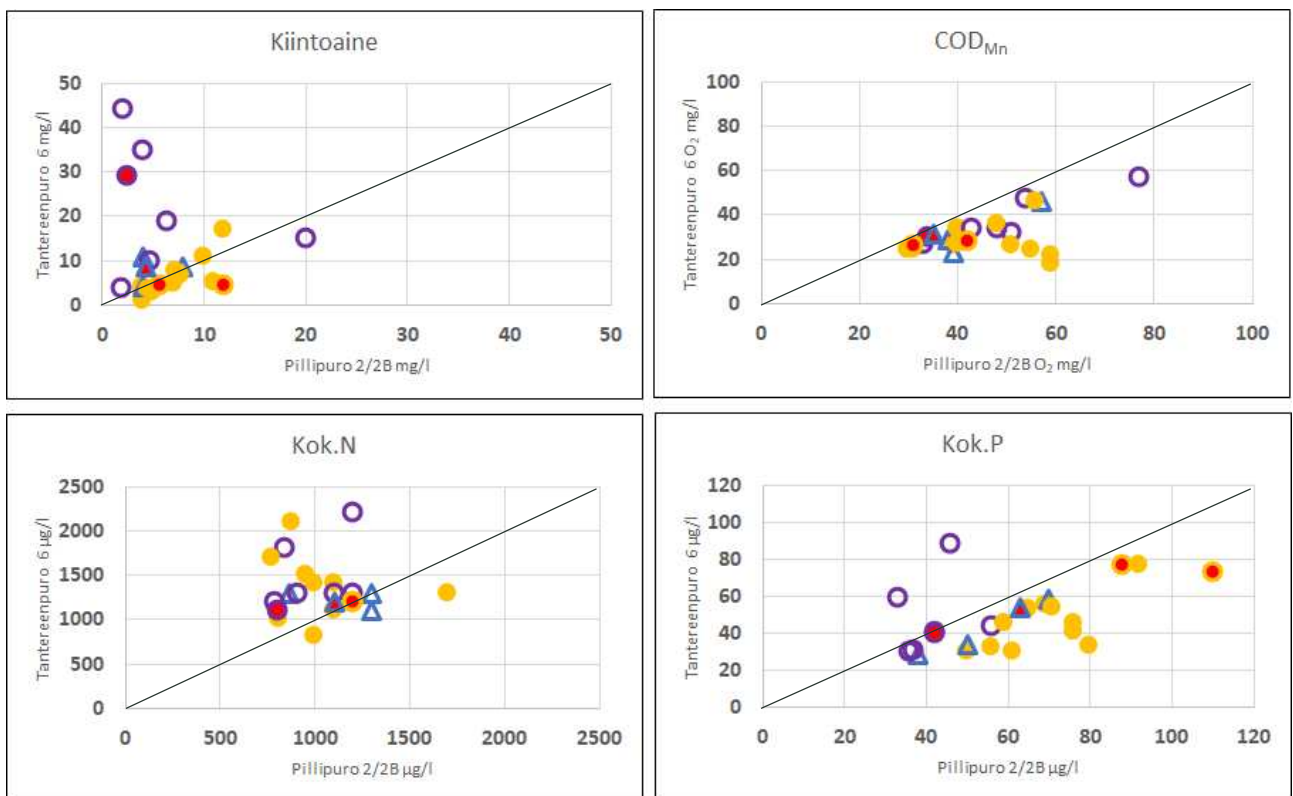 Kiintoaine
Tantereenpuro 6 mg/l
50
40
30
20
10
0
0 10 20 30 40 50
Pillipuro 2/2B mg/l
COD Mn
Tantereenpuro 6 O₂ mg/l
100
80
60
40
20
0
0 20 40 60 80 100
Pillipuro 2/2B O₂ mg/l
Kok.N
Tantereenpuro 6 µg/l
2500
2000
1500
1000
500
0
0 500 1000 1500 2000 2500
Pillipuro 2/2B µg/l
Kok.P
Tantereenpuro 6 µg/l
120
100
80
60
40
20
0
0 20 40 60 80 100 120
Pillipuro 2/2B µg/l